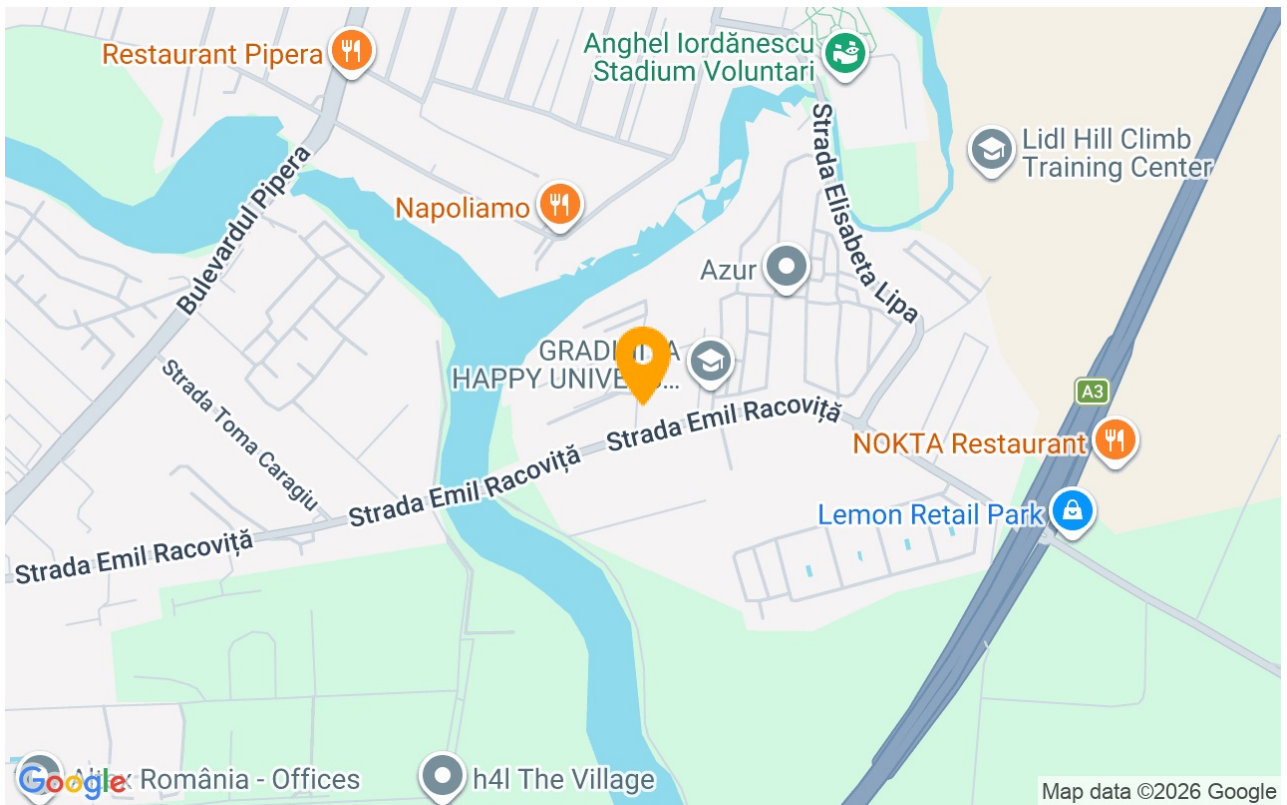 Restaurant Pipera
Anghel Iordănescu
Stadium Voluntari
Bulevardul Pipera
Strada Elisabeta Lipa
Lidl Hill Climb
Training Center
Napoliamo
Azur
HAPPY
A3
Strada Toma Caragiu
Strada Emil Racoviță
NOKTA Restaurant
Strada Emil Racoviță
Lemon Retail Park
Strada Emil Racoviță
Google
România - Offices
h4l The Village
Map data ©2026 Google